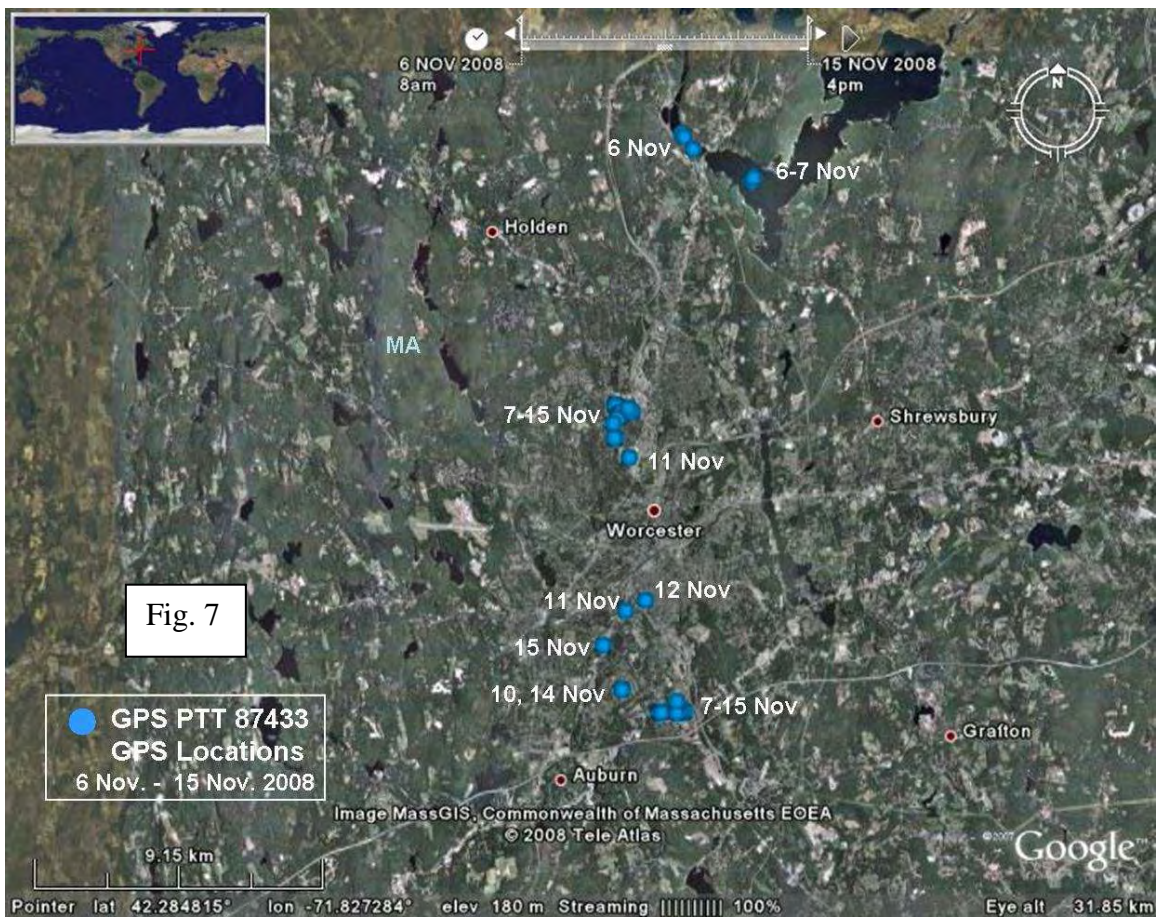 6 NOV 2008
8am
15 NOV 2008
4pm
N
6 Nov
6-7 Nov
Holden
MA
7-15 Nov
Shrewsbury
11 Nov
Worcester
12 Nov
11 Nov
Fig. 7
15 Nov
10, 14 Nov
7-15 Nov
GPS PTT 87433
GPS Locations
6 Nov. - 15 Nov. 2008
Grafton
Auburn
Image MassGIS, Commonwealth of Massachusetts EOEA
© 2008 Tele Atlas
©2007 Google™
9.15 km
Pointer lat 42.284815° lon -71.827284° elev 180 m Streaming |||||||||| 100% Eye alt 31.85 km